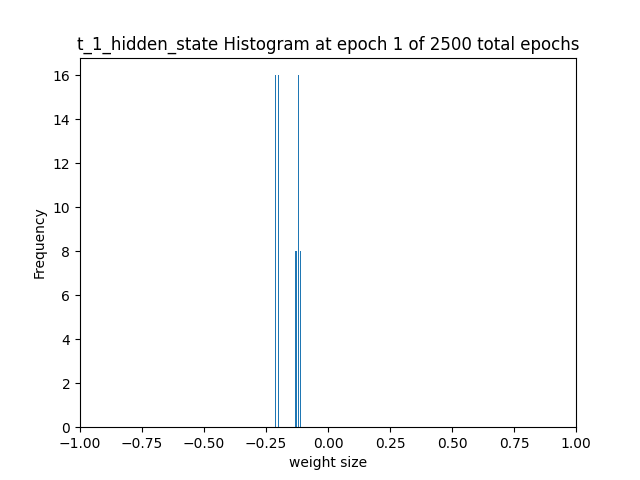 t_1_hidden_state Histogram at epoch 1 of 2500 total epochs
16
14
12
10
8
6
4
2
0
Frequency
−1.00 −0.75 −0.50 −0.25 0.00 0.25 0.50 0.75 1.00
weight size